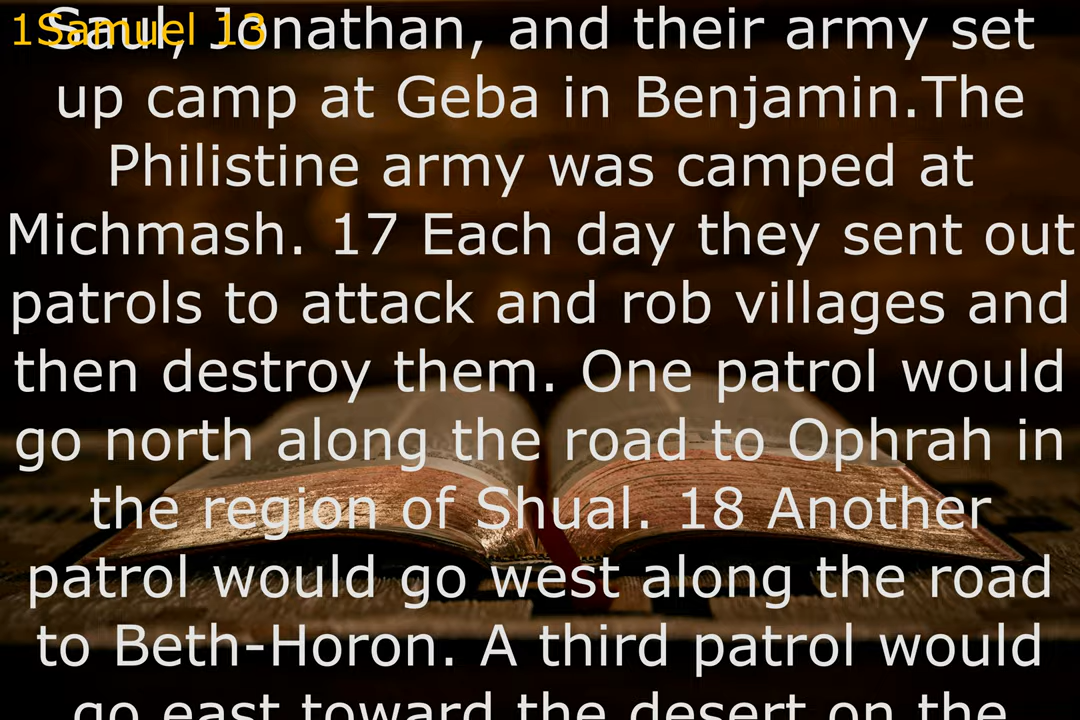 1Samuel 13
Saul, Jonathan, and their army set
up camp at Geba in Benjamin.The
Philistine army was camped at
Michmash. 17 Each day they sent out
patrols to attack and rob villages and
then destroy them. One patrol would
go north along the road to Ophrah in
the region of Shual. 18 Another
patrol would go west along the road
to Beth-Horon. A third patrol would
go east toward the desert on the